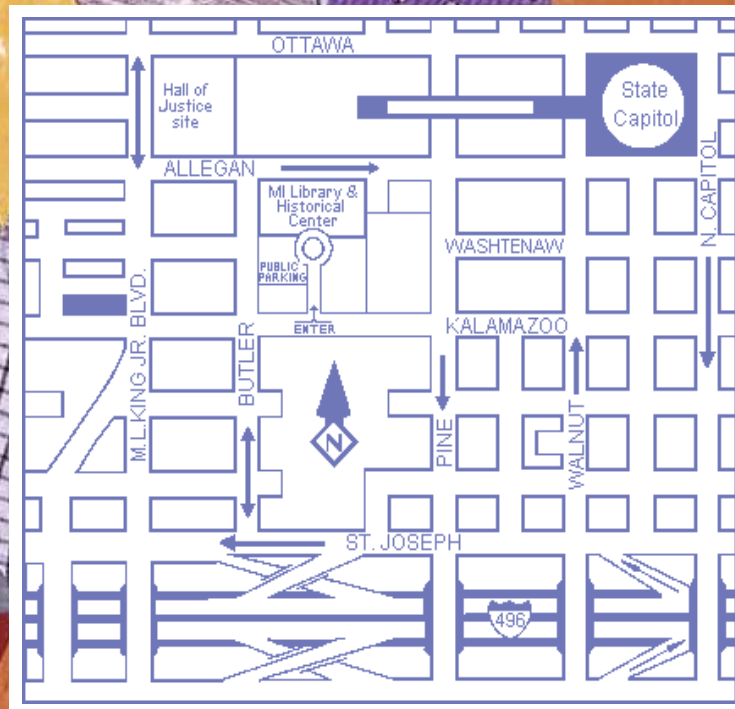 OTTAWA
Hall of
Justice
site
State
Capitol
ALLEGAN
MI Library &
Historical
Center
N. CAPITOL
WASHTENAW
PUBLIC
PARKING
M.L.KING JR. BLVD.
ENTER
KALAMAZOO
BUTLER
N
PINE
WALNUT
ST. JOSEPH
496